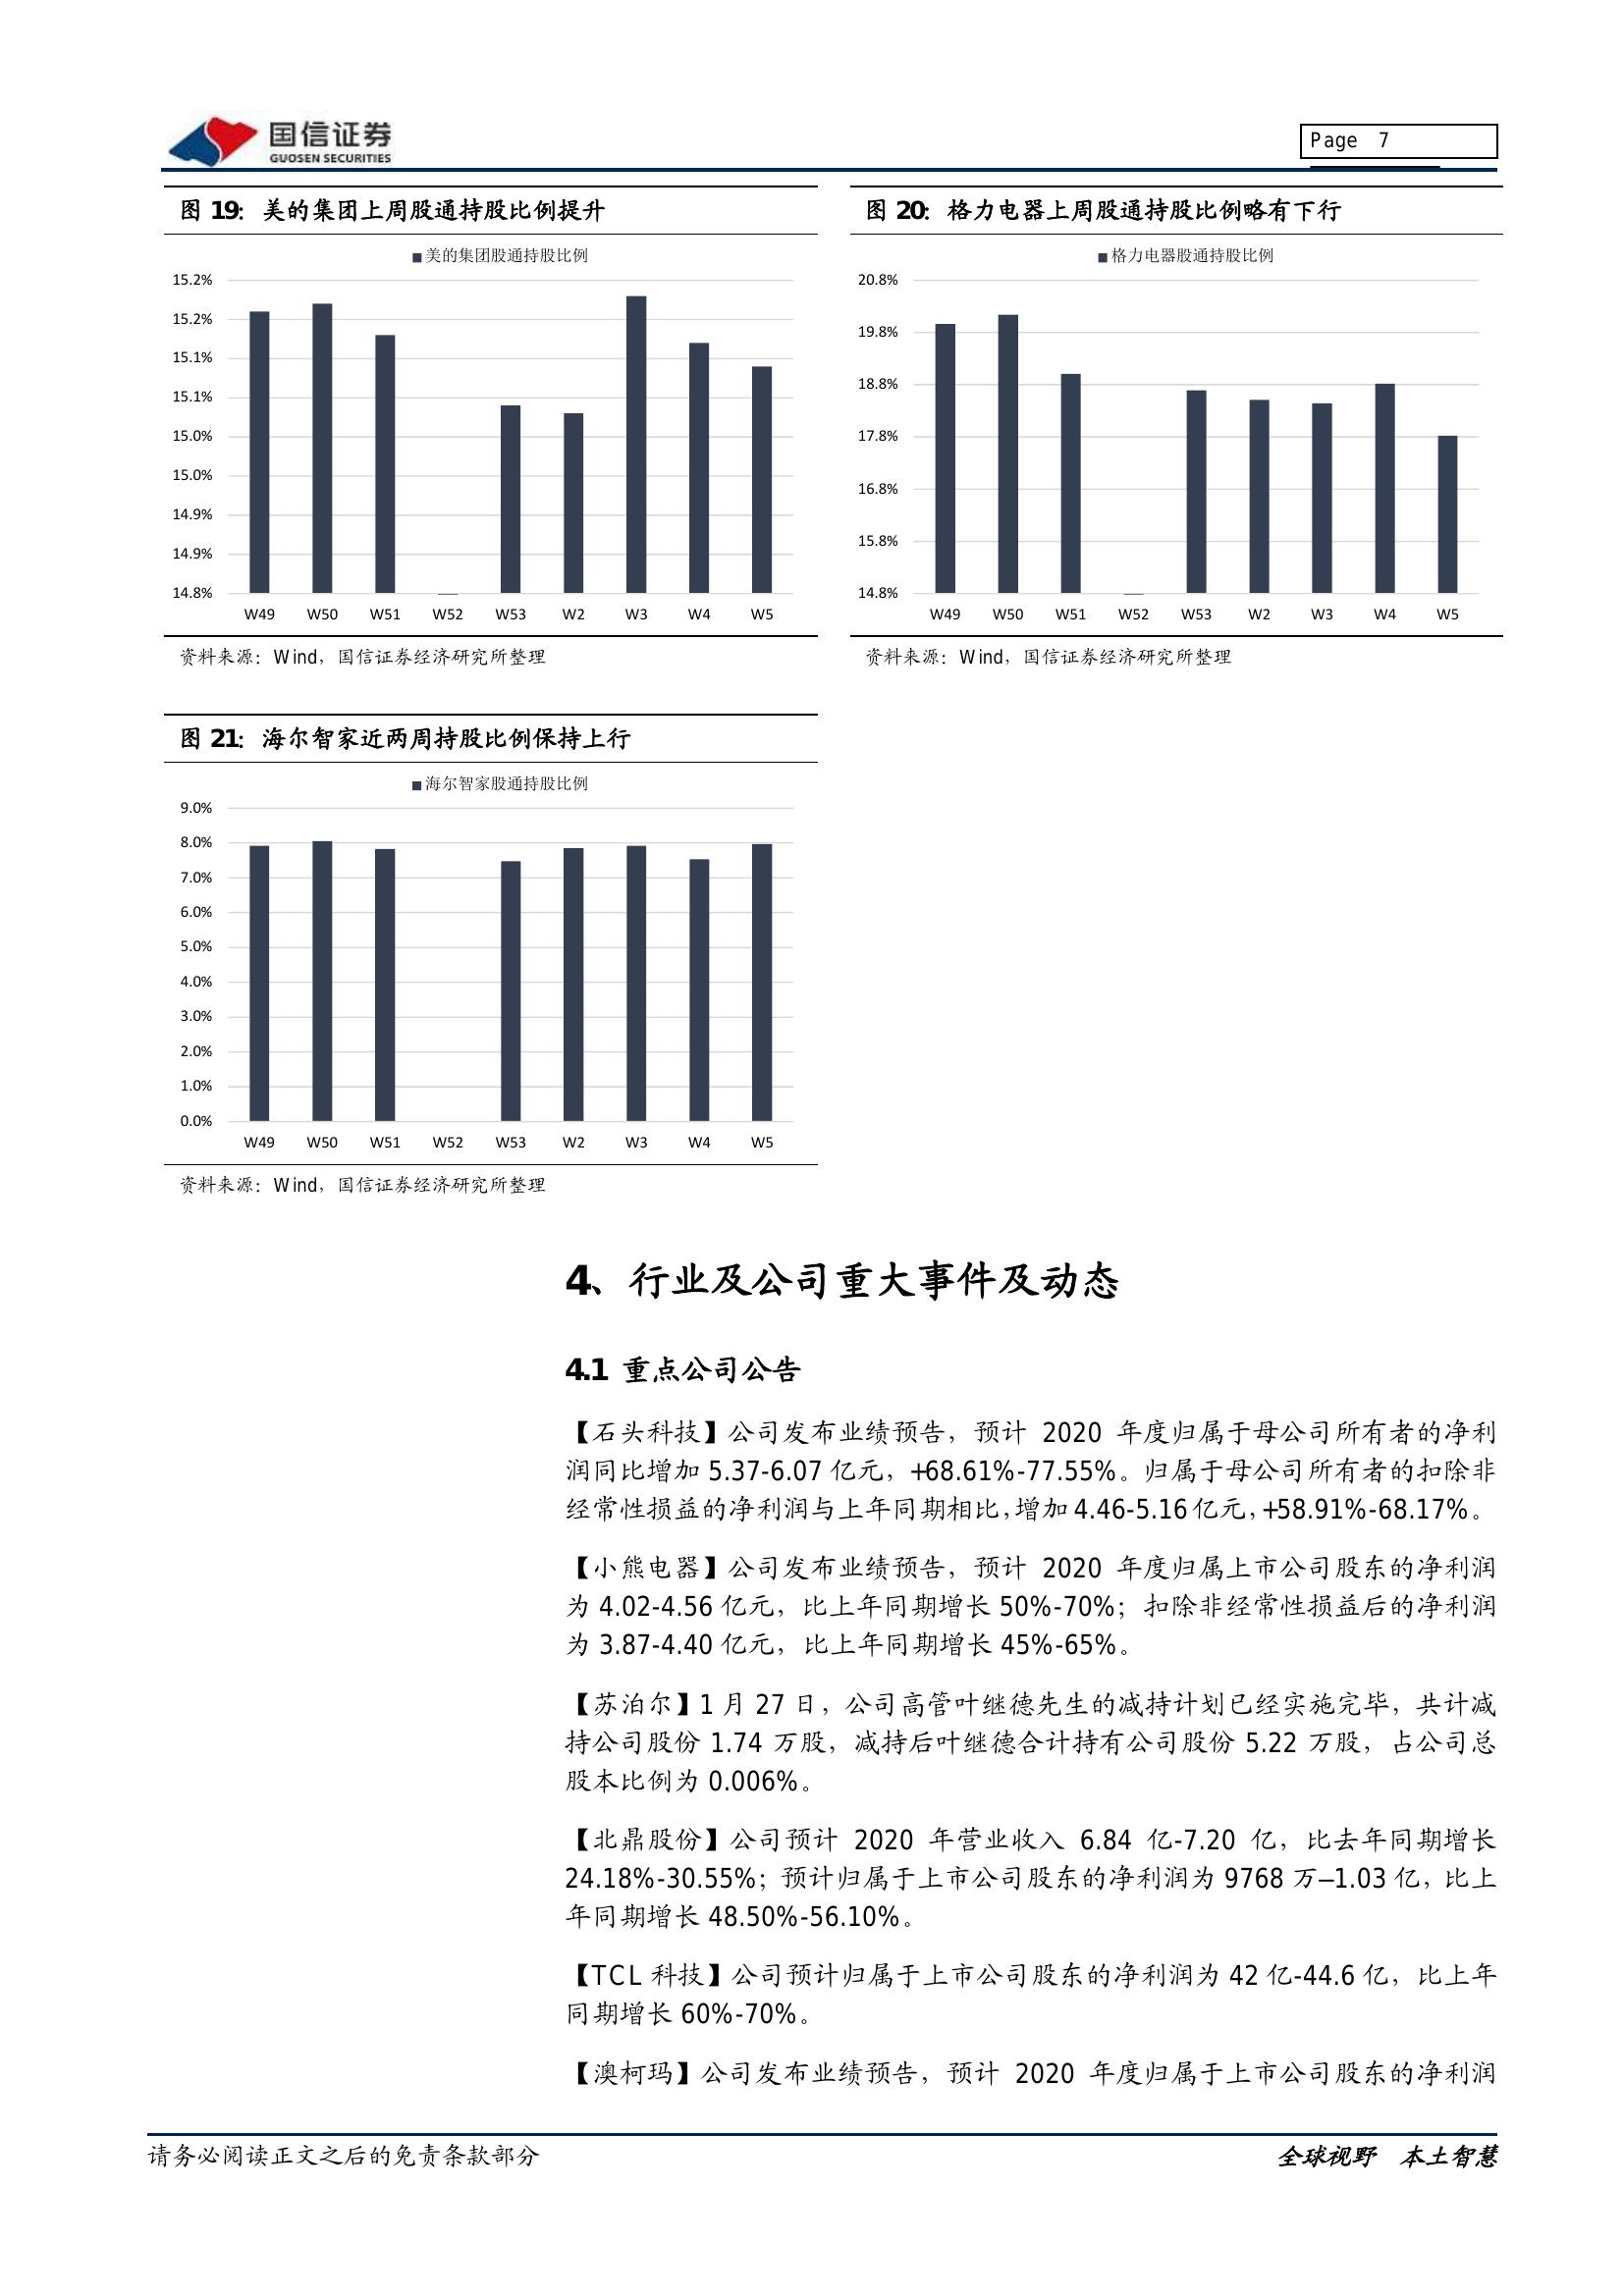 国信证券
GUOSEN SECURITIES
Page 7
图 19: 美的集团上周股通持股比例提升
美的集团股通持股比例
15.2%
15.2%
15.1%
15.1%
15.0%
15.0%
14.9%
14.9%
14.8%
W49 W50 W51 W52 W53 W2 W3 W4 W5
资料来源：Wind，国信证券经济研究所整理
图 20: 格力电器上周股通持股比例略有下行
格力电器股通持股比例
20.8%
19.8%
18.8%
17.8%
16.8%
15.8%
14.8%
W49 W50 W51 W52 W53 W2 W3 W4 W5
资料来源：Wind，国信证券经济研究所整理
图 21: 海尔智家近两周持股比例保持上行
海尔智家股通持股比例
9.0%
8.0%
7.0%
6.0%
5.0%
4.0%
3.0%
2.0%
1.0%
0.0%
W49 W50 W51 W52 W53 W2 W3 W4 W5
资料来源：Wind，国信证券经济研究所整理
4、行业及公司重大事件及动态
4.1 重点公司公告
【石头科技】公司发布业绩预告，预计 2020 年度归属于母公司所有者的净利
润同比增加 5.37-6.07 亿元，+68.61%-77.55%。归属于母公司所有者的扣除非
经常性损益的净利润与上年同期相比，增加 4.46-5.16 亿元，+58.91%-68.17%。
【小熊电器】公司发布业绩预告，预计 2020 年度归属上市公司股东的净利润
为 4.02-4.56 亿元，比上年同期增长 50%-70%；扣除非经常性损益后的净利润
为 3.87-4.40 亿元，比上年同期增长 45%-65%。
【苏泊尔】1 月 27 日，公司高管叶继德先生的减持计划已经实施完毕，共计减
持公司股份 1.74 万股，减持后叶继德合计持有公司股份 5.22 万股，占公司总
股本比例为 0.006%。
【北鼎股份】公司预计 2020 年营业收入 6.84 亿-7.20 亿，比去年同期增长
24.18%-30.55%；预计归属于上市公司股东的净利润为 9768 万–1.03 亿，比上
年同期增长 48.50%-56.10%。
【TCL 科技】公司预计归属于上市公司股东的净利润为 42 亿-44.6 亿，比上年
同期增长 60%-70%。
【澳柯玛】公司发布业绩预告，预计 2020 年度归属于上市公司股东的净利润
请务必阅读正文之后的免责条款部分
全球视野 本土智慧